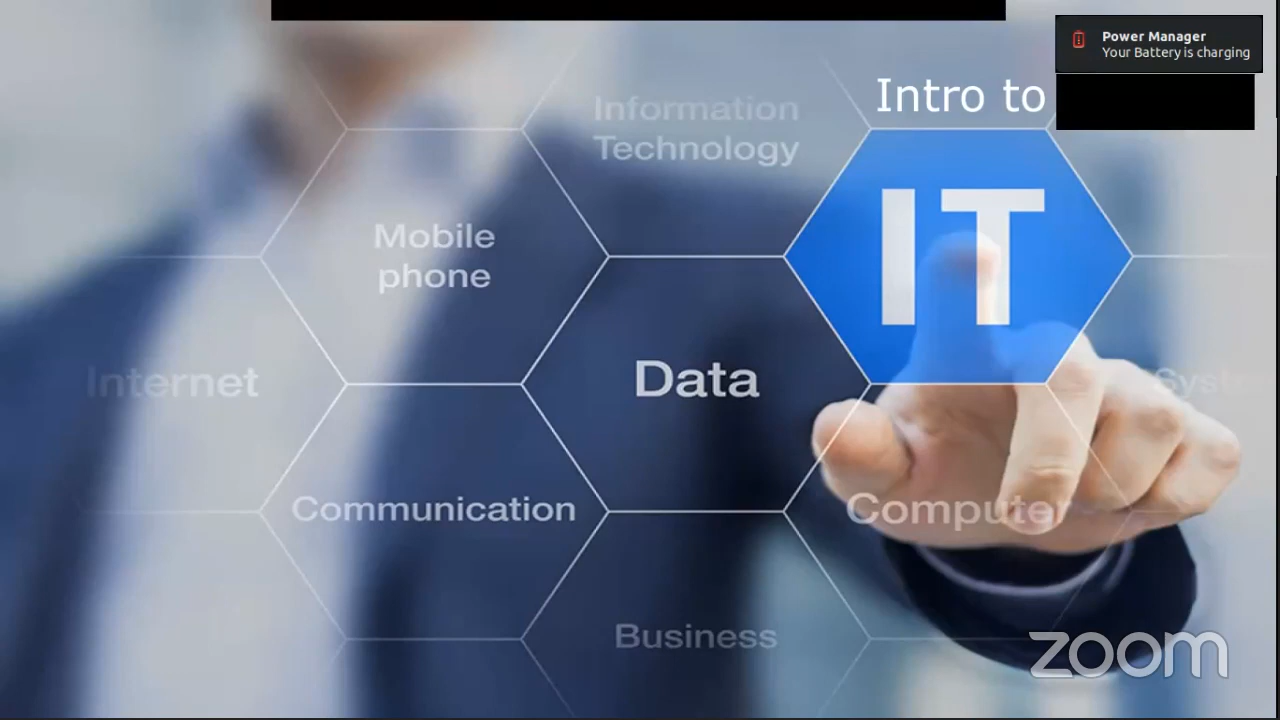 Power Manager
Your Battery is charging
Intro to
IT
Information
Technology
Mobile
phone
Internet
Data
Communication
Computer
Business
zoom